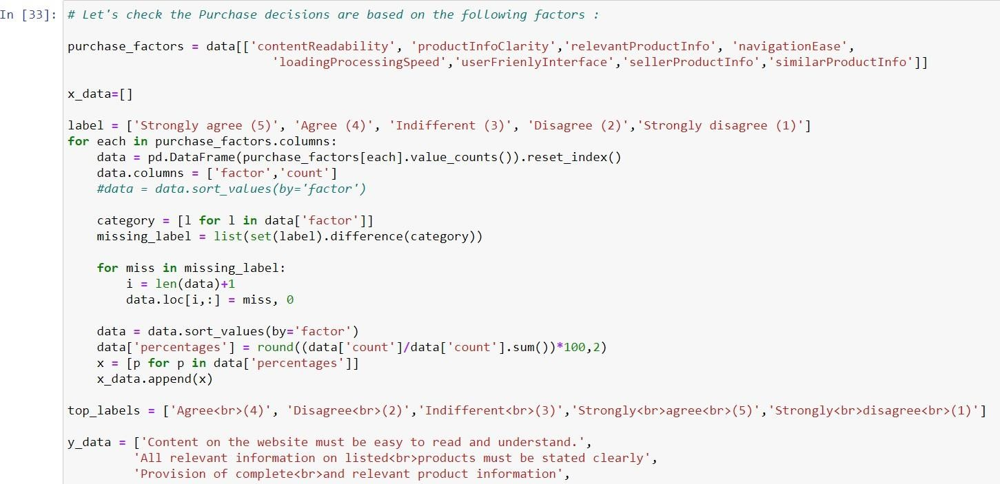 In [33]: # Let's check the Purchase decisions are based on the following factors :
purchase_factors = data[['contentReadability', 'productInfoClarity','relevantProductInfo', 'navigationEase',
'loadingProcessingSpeed','userFrienlyInterface','sellerProductInfo','similarProductInfo']]
x_data=[]
label = ['Strongly agree (5)', 'Agree (4)', 'Indifferent (3)', 'Disagree (2)','Strongly disagree (1)']
for each in purchase_factors.columns:
data = pd.DataFrame(purchase_factors[each].value_counts()).reset_index()
data.columns = ['factor','count']
#data = data.sort_values(by='factor')
category = [l for l in data['factor']]
missing_label = list(set(label).difference(category))
for miss in missing_label:
i = len(data)+1
data.loc[i,:] = miss, 0
data = data.sort_values(by='factor')
data['percentages'] = round((data['count']/data['count'].sum())*100,2)
x = [p for p in data['percentages']]
x_data.append(x)
top_labels = ['Agree<br>(4)', 'Disagree<br>(2)','Indifferent<br>(3)','Strongly<br>agree<br>(5)','Strongly<br>disagree<br>(1)']
y_data = ['Content on the website must be easy to read and understand.',
'All relevant information on listed<br>products must be stated clearly',
'Provision of complete<br>and relevant product information',